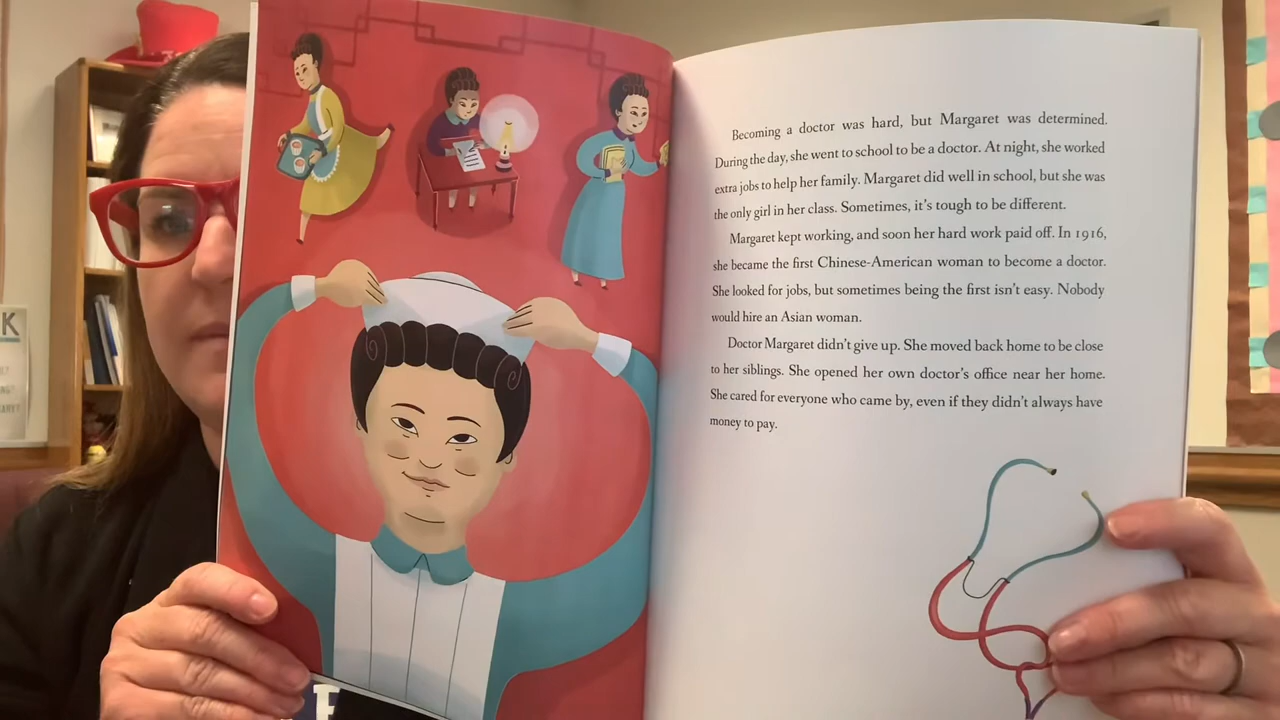 Becoming a doctor was hard, but Margaret was determined.
During the day, she went to school to be a doctor. At night, she worked
extra jobs to help her family. Margaret did well in school, but she was
the only girl in her class. Sometimes, it's tough to be different.
Margaret kept working, and soon her hard work paid off. In 1916,
she became the first Chinese-American woman to become a doctor.
She looked for jobs, but sometimes being the first isn't easy. Nobody
would hire an Asian woman.
Doctor Margaret didn't give up. She moved back home to be close
to her siblings. She opened her own doctor's office near her home.
She cared for everyone who came by, even if they didn't always have
money to pay.
K